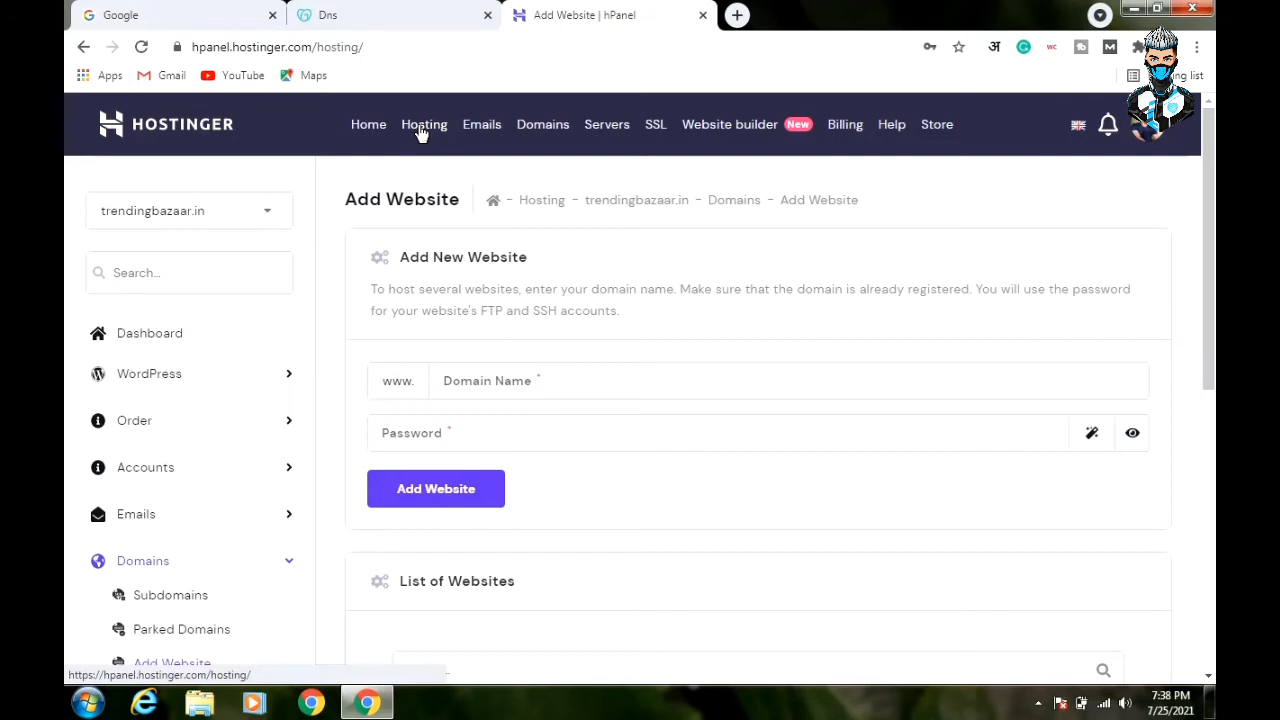 Google
Dns
Add Website | hPanel
hpanel.hostinger.com/hosting/
अ
WC
tb
M
Apps
Gmail
YouTube
Maps
list
HOSTINGER
Home
Hosting
Emails
Domains
Servers
SSL
Website builder New
Billing
Help
Store
trendingbazaar.in
Search...
Dashboard
WordPress
Order
Accounts
Emails
Domains
Subdomains
Parked Domains
Add Website
Add Website
- Hosting - trendingbazaar.in - Domains - Add Website
Add New Website
To host several websites, enter your domain name. Make sure that the domain is already registered. You will use the password
for your website's FTP and SSH accounts.
www. Domain Name *
Password *
Add Website
List of Websites
https://hpanel.hostinger.com/hosting/
7:38 PM
7/25/2021